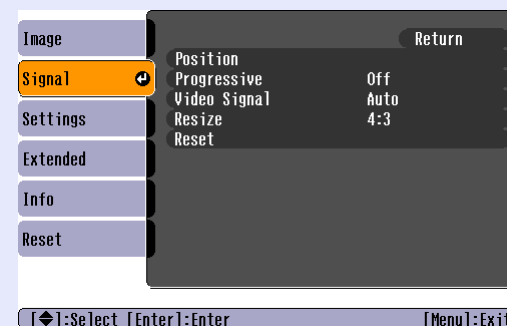 Image
Signal
Settings
Extended
Info
Reset
Return
Position
Progressive Off
Video Signal Auto
Resize 4:3
Reset
[ ]:Select [Enter]:Enter [Menu]:Exit